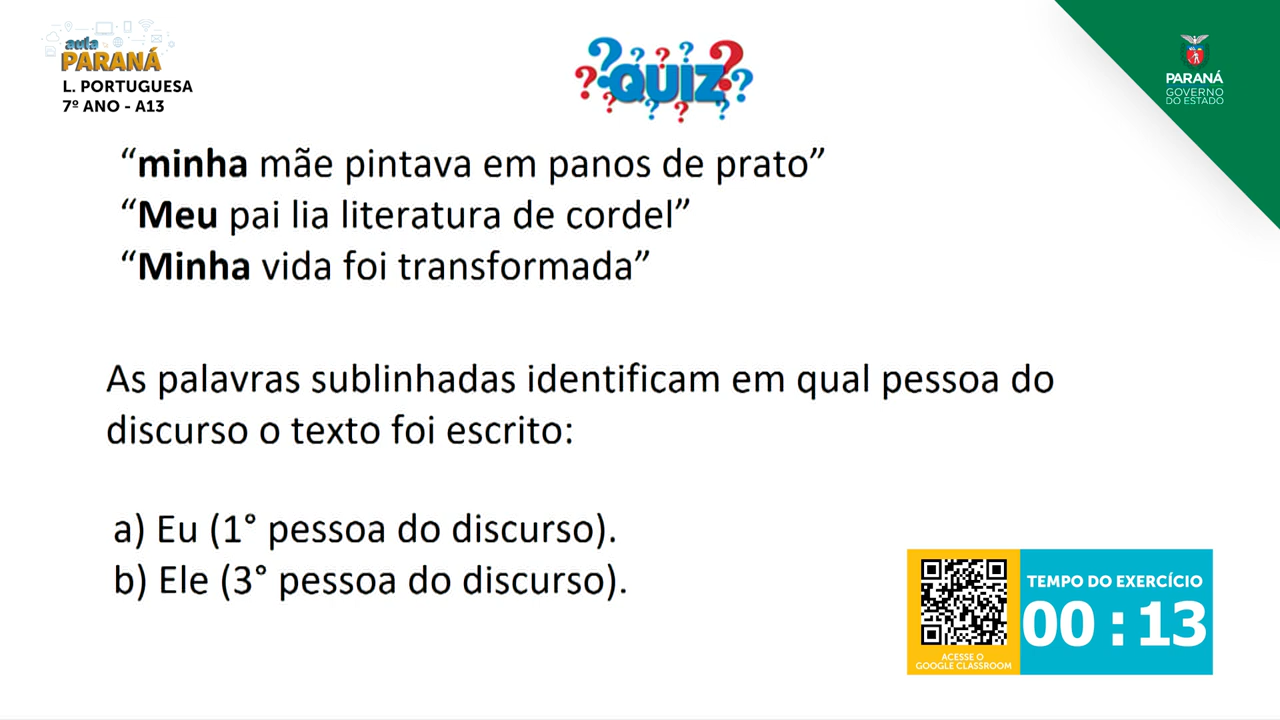 aula
PARANÁ
L. PORTUGUESA
7º ANO - A13
QUIZ
PARANÁ
GOVERNO
DO ESTADO
“minha mãe pintava em panos de prato”
“Meu pai lia literatura de cordel”
“Minha vida foi transformada”
As palavras sublinhadas identificam em qual pessoa do
discurso o texto foi escrito:
a) Eu (1° pessoa do discurso).
b) Ele (3° pessoa do discurso).
ACESSE O
GOOGLE CLASSROOM
TEMPO DO EXERCÍCIO
00 : 13